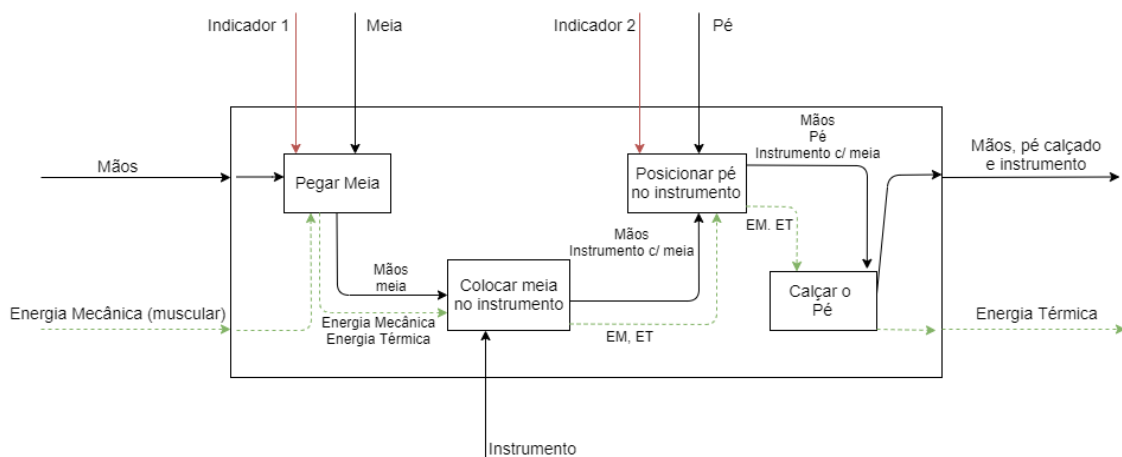 Indicador 1
Meia
Indicador 2
Pé
Mãos
Pegar Meia
Posicionar pé
no instrumento
Mãos
Pé
Instrumento c/ meia
Mãos, pé calçado
e instrumento
EM. ET
Mãos
Instrumento c/ meia
Mãos
meia
Colocar meia
no instrumento
Calçar o
Pé
Energia Mecânica (muscular)
Energia Mecânica
Energia Térmica
EM, ET
Energia Térmica
Instrumento